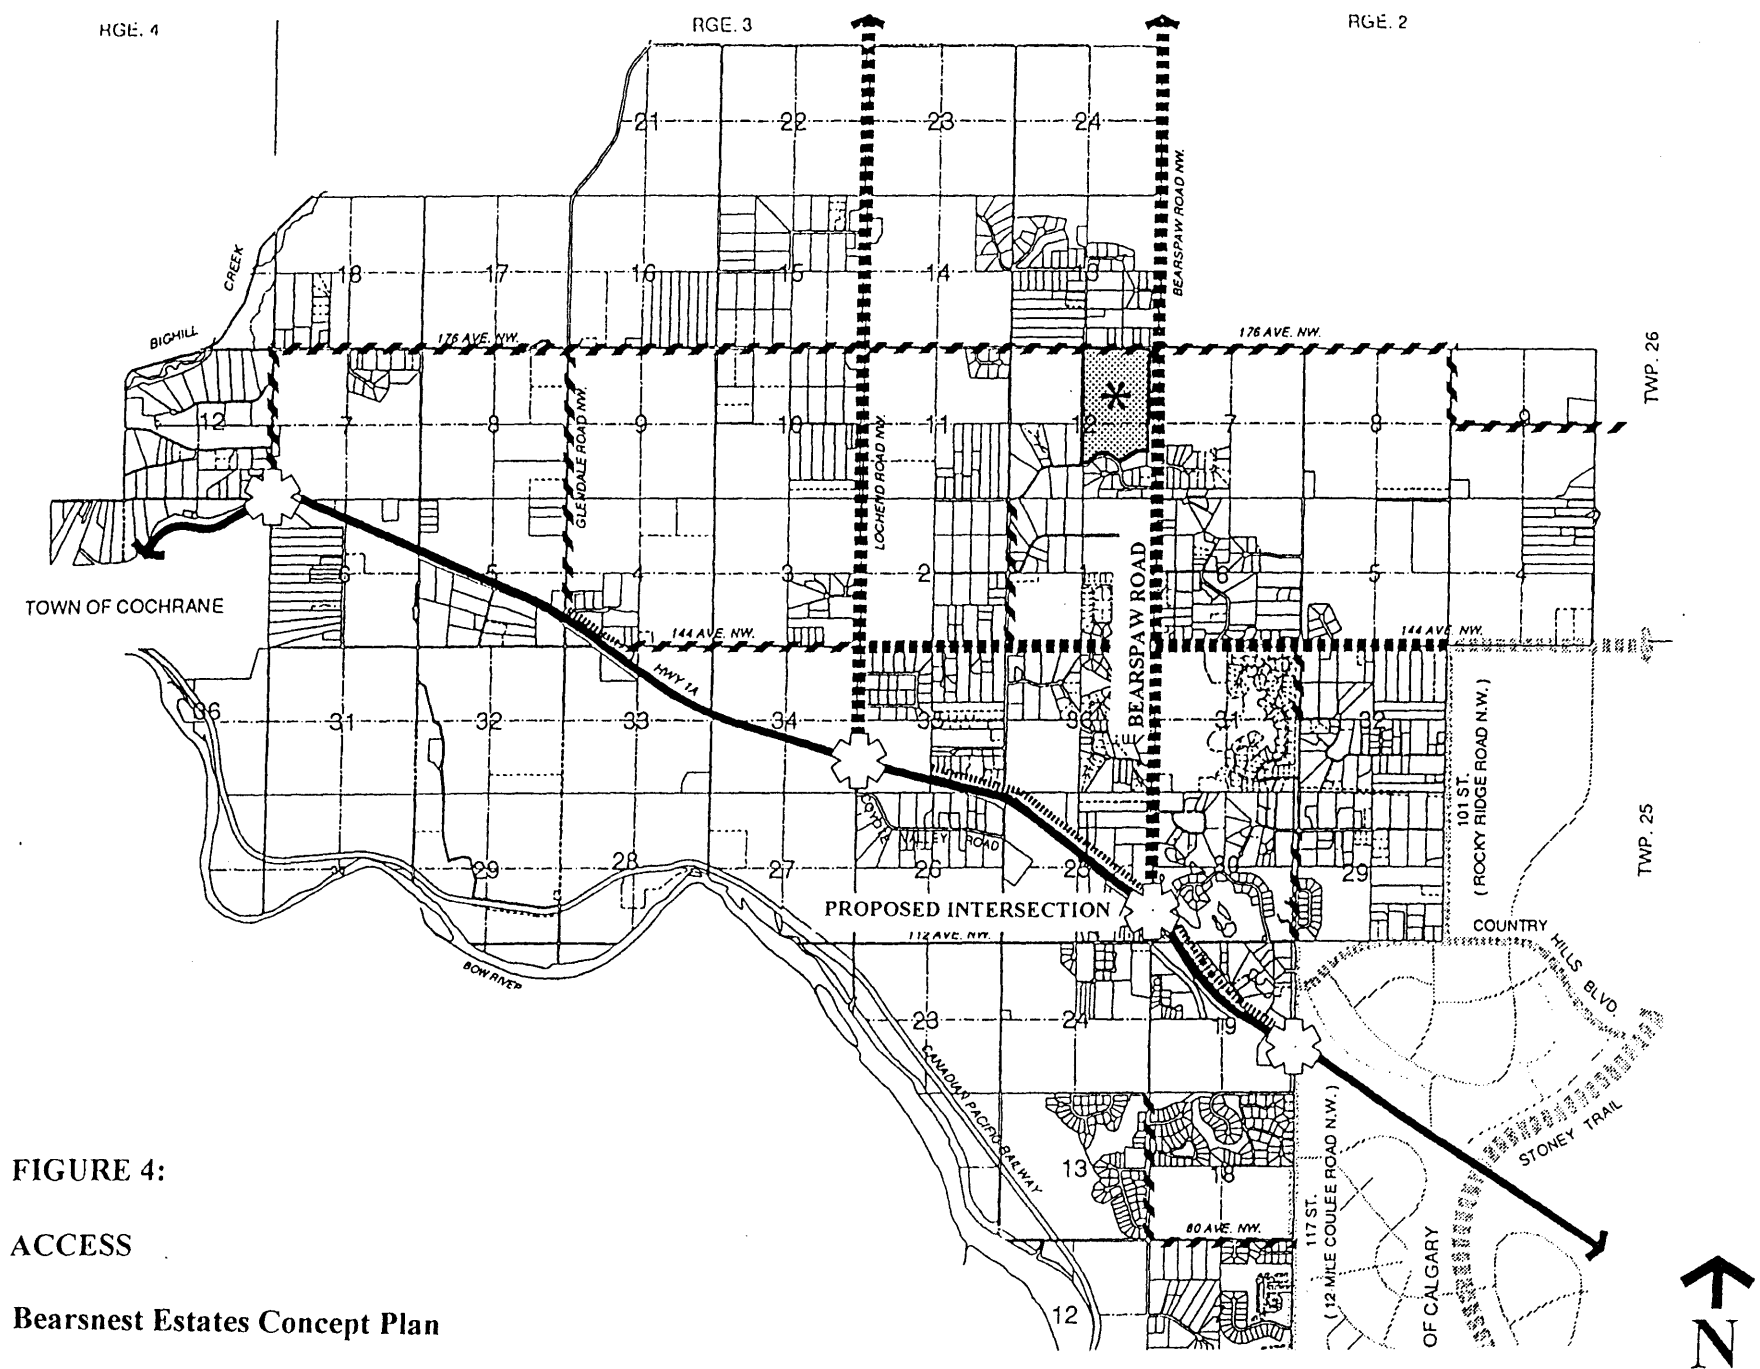 RGE. 4
RGE. 3
RGE. 2
21
22
23
24
BEARSPAW ROAD NW.
CREEK
18
17
16
15
14
13
BIGHILL
176 AVE. NW.
176 AVE. NW.
TWP. 26
12
7
8
GLENDALE ROAD NW.
9
10
LOCHEND ROAD NW.
11
12
7
8
9
TOWN OF COCHRANE
6
5
4
3
2
1
BEARSPAW ROAD
6
5
4
144 AVE. NW.
144 AVE. NW.
HWY 1A
36
31
32
33
34
35
36
31
32
101 ST.
( ROCKY RIDGE ROAD N.W. )
TWP. 25
29
28
27
VALLEY ROAD
26
29
PROPOSED INTERSECTION
112 AVE. NW.
COUNTRY
HILLS
BLVD.
BOW RIVER
23
24
19
CANADIAN PACIFIC RAILWAY
STONEY TRAIL
13
18
117 ST.
( 12 MILE COULEE ROAD N.W. )
80 AVE. NW.
OF CALGARY
12
FIGURE 4:
ACCESS
Bearsnest Estates Concept Plan
N